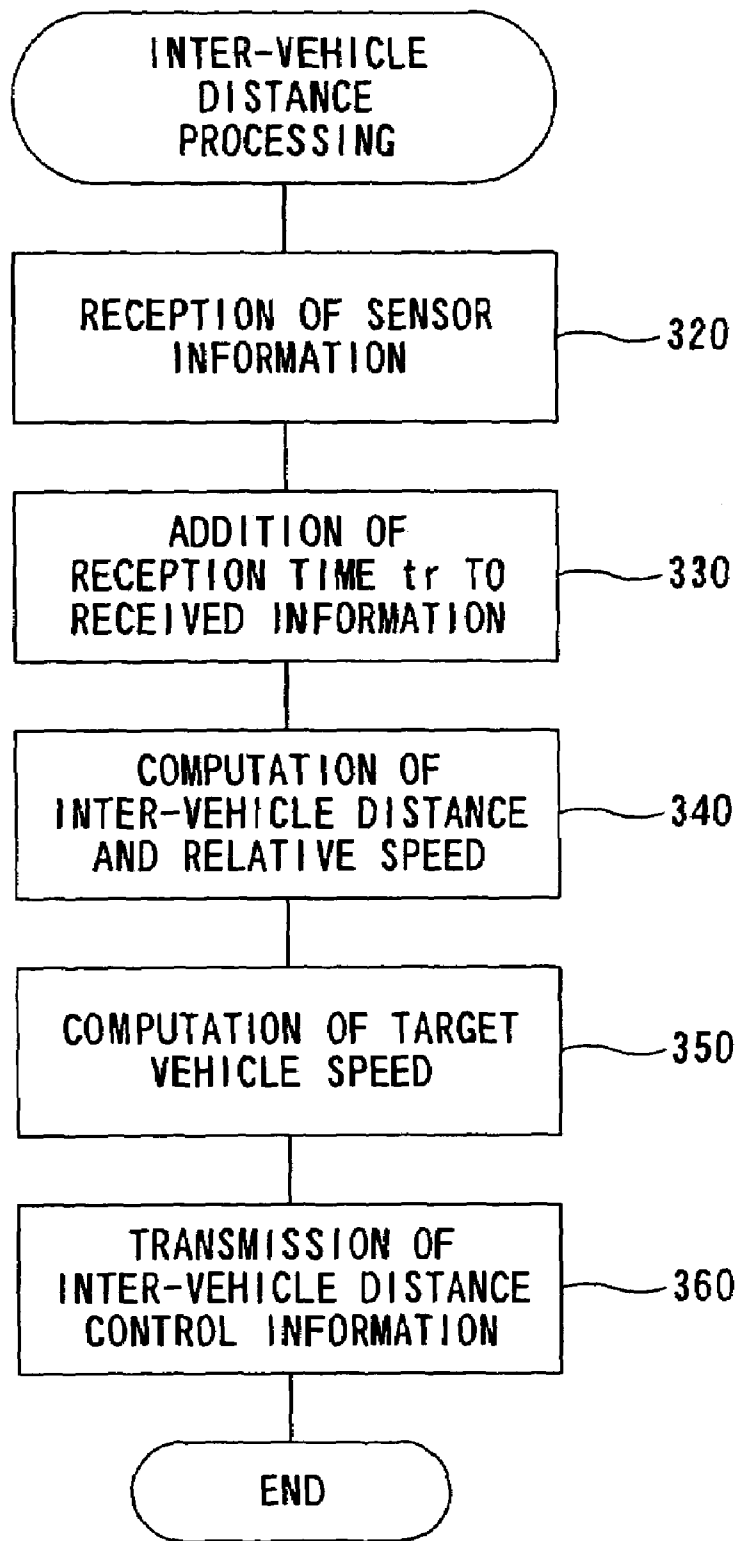 INTER-VEHICLE
DISTANCE
PROCESSING
RECEPTION OF SENSOR
INFORMATION
320
ADDITION OF
RECEPTION TIME tr TO
RECEIVED INFORMATION
330
COMPUTATION OF
INTER-VEHICLE DISTANCE
AND RELATIVE SPEED
340
COMPUTATION OF TARGET
VEHICLE SPEED
350
TRANSMISSION OF
INTER-VEHICLE DISTANCE
CONTROL INFORMATION
360
END